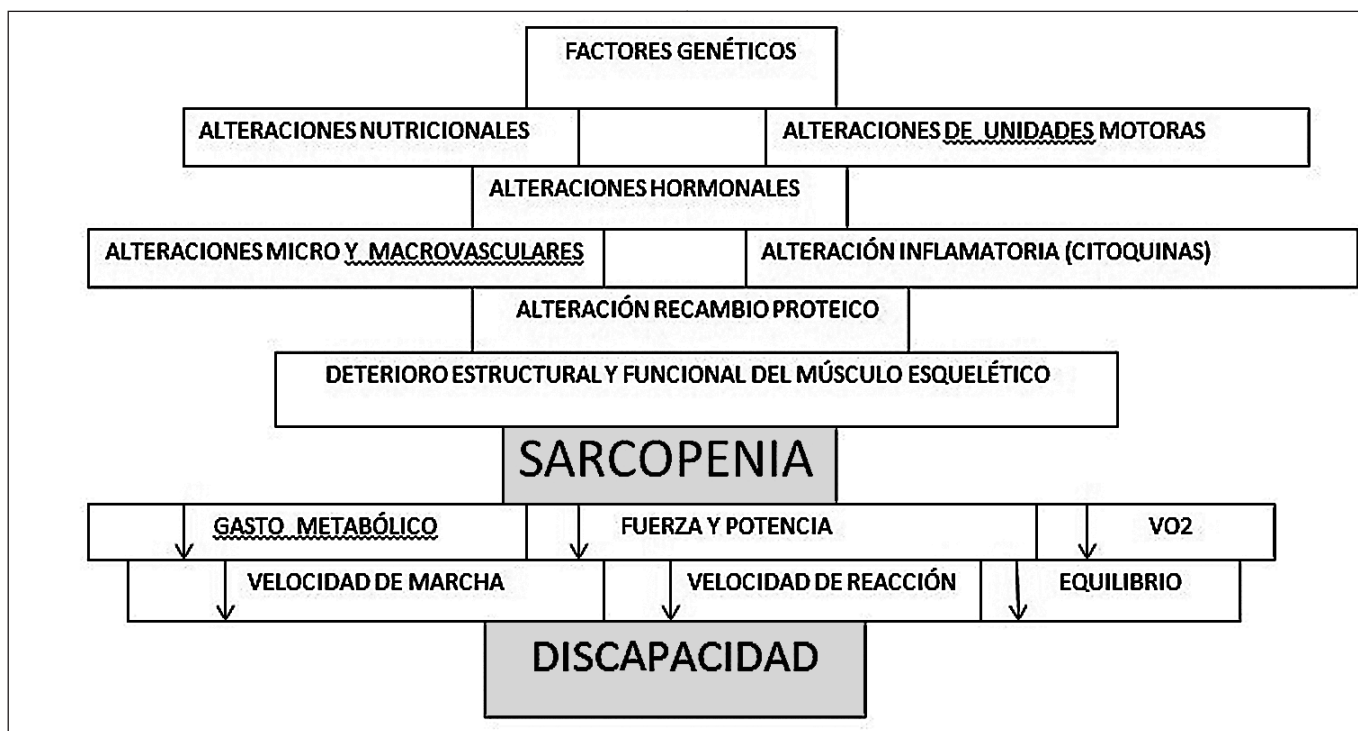 FACTORES GENÉTICOS
ALTERACIONES NUTRICIONALES
ALTERACIONES DE UNIDADES MOTORAS
ALTERACIONES HORMONALES
ALTERACIONES MICRO Y MACROVASCULARES
ALTERACIÓN INFLAMATORIA (CITOQUINAS)
ALTERACIÓN RECAMBIO PROTEICO
DETERIORO ESTRUCTURAL Y FUNCIONAL DEL MÚSCULO ESQUELÉTICO
SARCOPENIA
GASTO METABÓLICO
FUERZA Y POTENCIA
VO2
VELOCIDAD DE MARCHA
VELOCIDAD DE REACCIÓN
EQUILIBRIO
DISCAPACIDAD